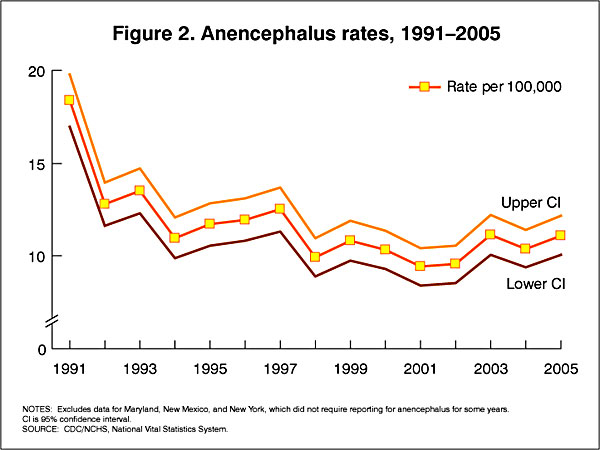 Figure 2. Anencephalus rates, 1991–2005
20
Rate per 100,000
15
Upper CI
10
Lower CI
0
1991 1993 1995 1997 1999 2001 2003 2005
NOTES: Excludes data for Maryland, New Mexico, and New York, which did not require reporting for anencephalus for some years.
CI is 95% confidence interval.
SOURCE: CDC/NCHS, National Vital Statistics System.